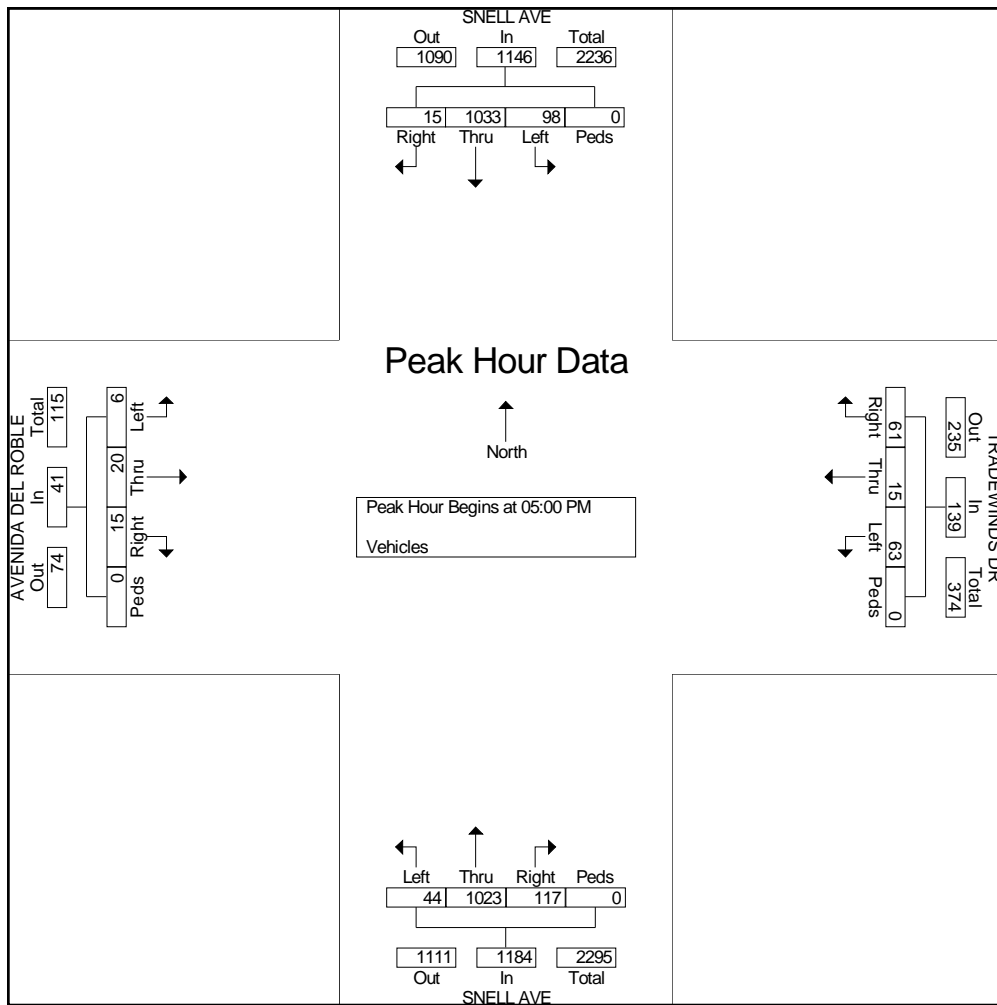 SNELL AVE
Out In Total
1090 1146 2236
15 1033 98 0
Right Thru Left Peds
Peak Hour Data
North
Peak Hour Begins at 05:00 PM
Vehicles
AVENIDA DEL ROBLE
Out In Total
74 41 115
6 20 15 0
Left Thru Right Peds
TRADEWINDS DR
Out In Total
235 139 374
61 15 63 0
Right Thru Left Peds
Left Thru Right Peds
44 1023 117 0
1111 1184 2295
Out In Total
SNELL AVE